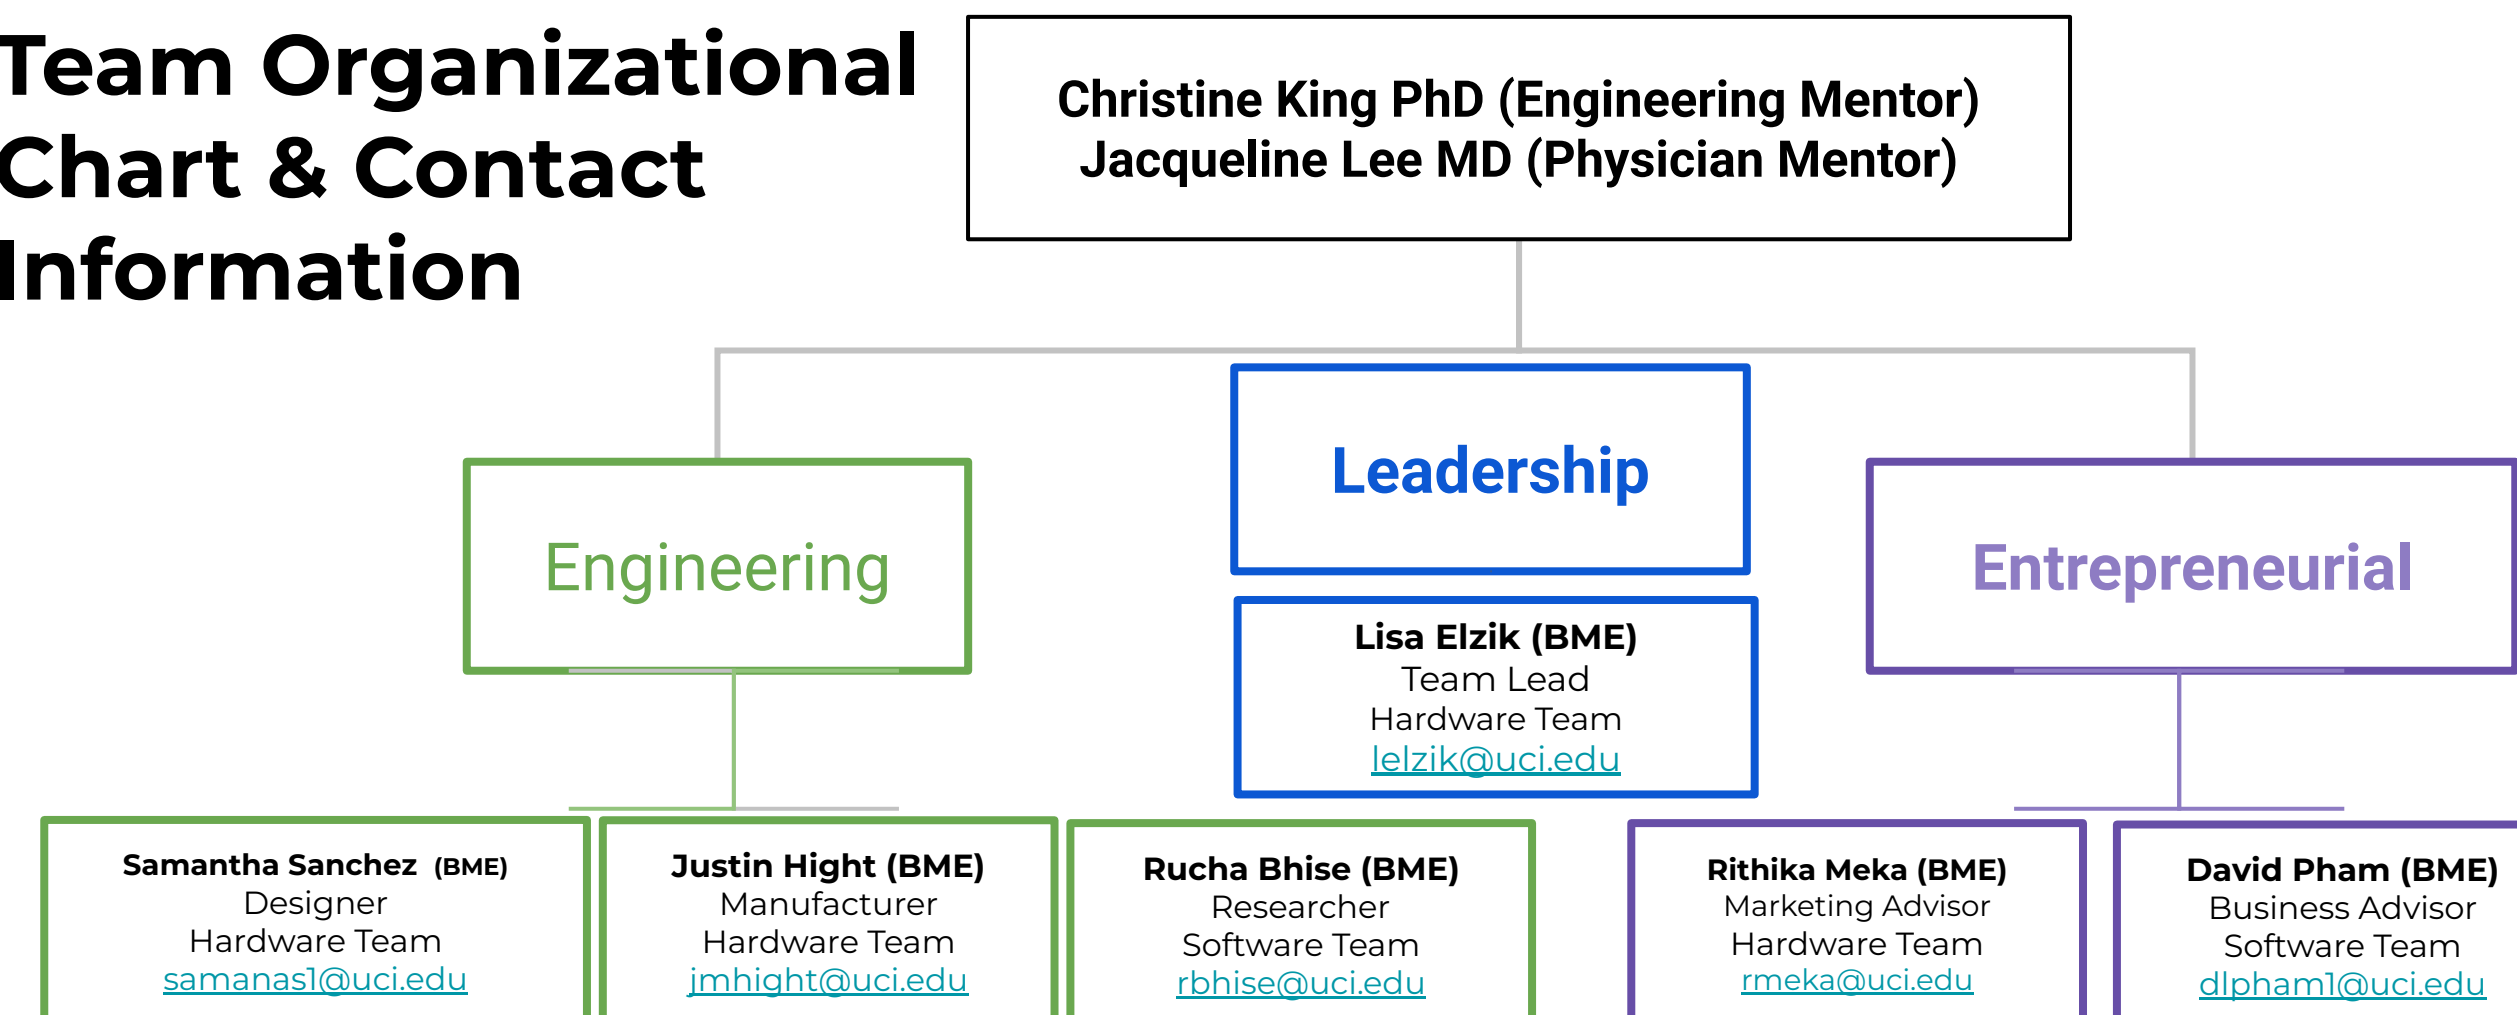 Team Organizational
Chart & Contact
Information
Christine King PhD (Engineering Mentor)
Jacqueline Lee MD (Physician Mentor)
Leadership
Engineering
Entrepreneurial
Lisa Elzik (BME)
Team Lead
Hardware Team
lelzik@uci.edu
Samantha Sanchez (BME)
Designer
Hardware Team
samanas1@uci.edu
Justin Hight (BME)
Manufacturer
Hardware Team
jmhight@uci.edu
Rucha Bhise (BME)
Researcher
Software Team
rbhise@uci.edu
Rithika Meka (BME)
Marketing Advisor
Hardware Team
rmeka@uci.edu
David Pham (BME)
Business Advisor
Software Team
dlpham1@uci.edu